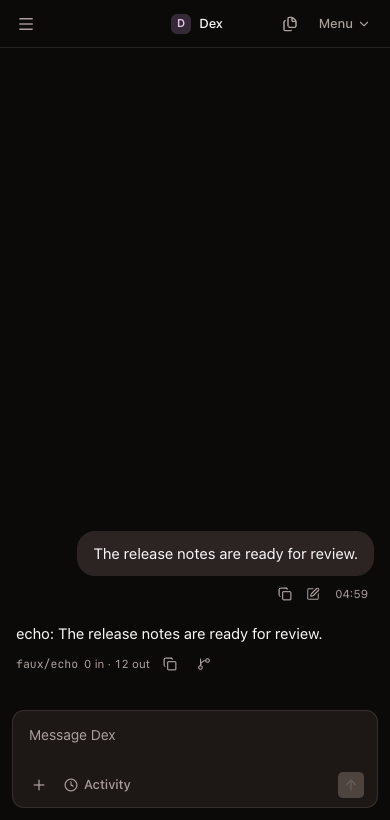 D Dex Menu
The release notes are ready for review.
04:59
echo: The release notes are ready for review.
faux/echo 0 in · 12 out
Message Dex
Activity